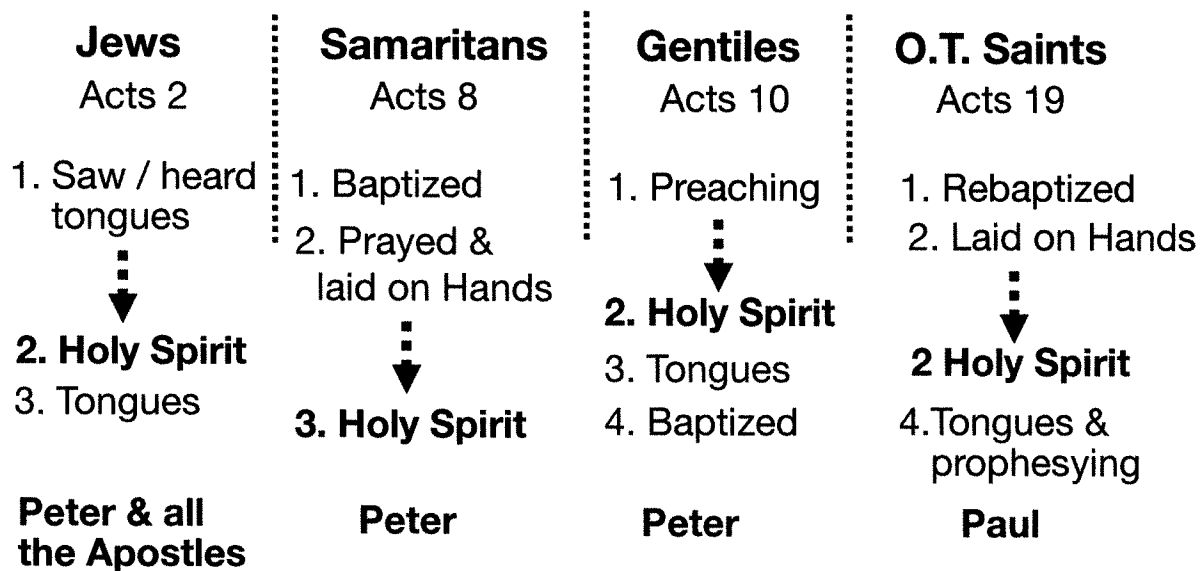 Jews
Acts 2
1. Saw / heard
tongues
2. Holy Spirit
3. Tongues
Peter & all
the Apostles
Samaritans
Acts 8
1. Baptized
2. Prayed &
laid on Hands
3. Holy Spirit
Peter
Gentiles
Acts 10
1. Preaching
2. Holy Spirit
3. Tongues
4. Baptized
Peter
O.T. Saints
Acts 19
1. Rebaptized
2. Laid on Hands
2 Holy Spirit
4.Tongues &
prophesying
Paul